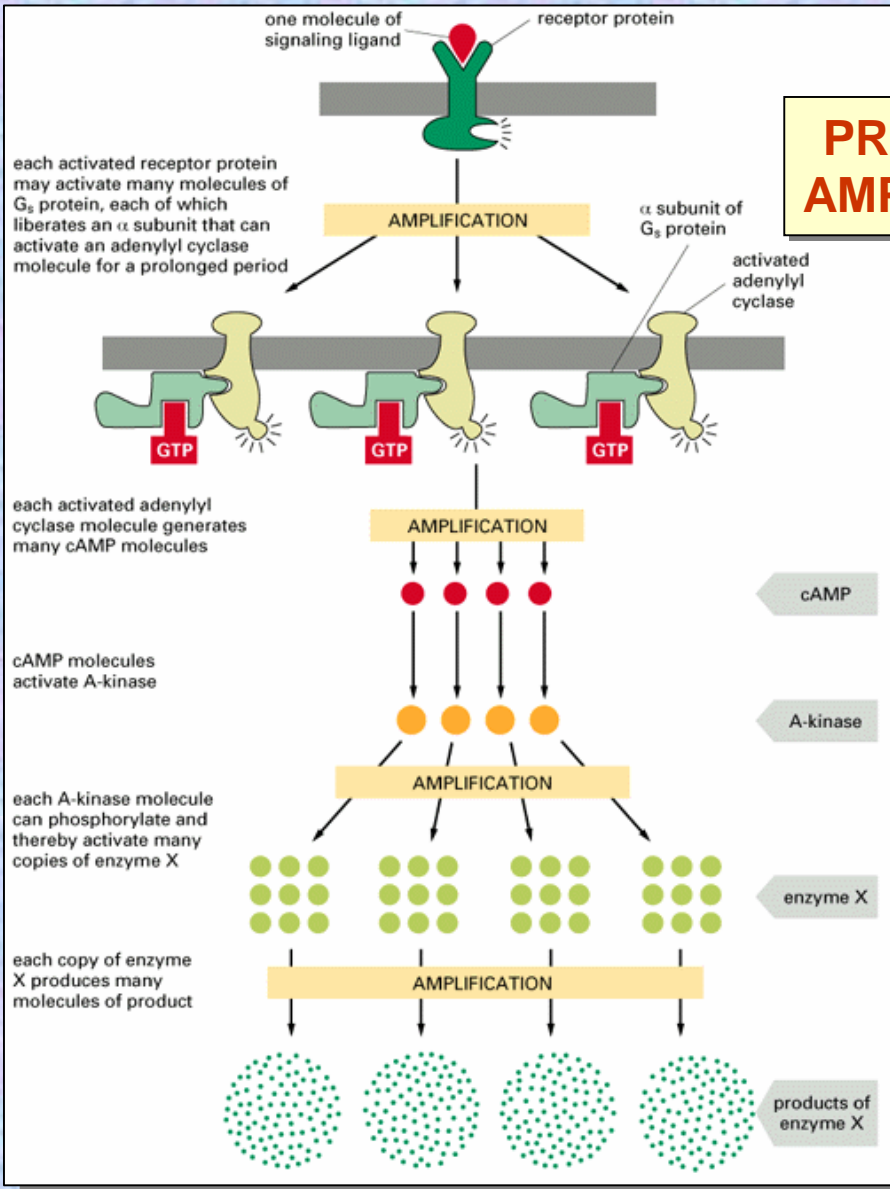 one molecule of
signaling ligand
receptor protein
PR
AMP
each activated receptor protein
may activate many molecules of
Gₛ protein, each of which
liberates an α subunit that can
activate an adenylyl cyclase
molecule for a prolonged period
AMPLIFICATION
α subunit of
Gₛ protein
activated
adenylyl
cyclase
GTP
GTP
GTP
each activated adenylyl
cyclase molecule generates
many cAMP molecules
AMPLIFICATION
cAMP
cAMP molecules
activate A-kinase
A-kinase
AMPLIFICATION
each A-kinase molecule
can phosphorylate and
thereby activate many
copies of enzyme X
enzyme X
each copy of enzyme
X produces many
molecules of product
AMPLIFICATION
products of
enzyme X